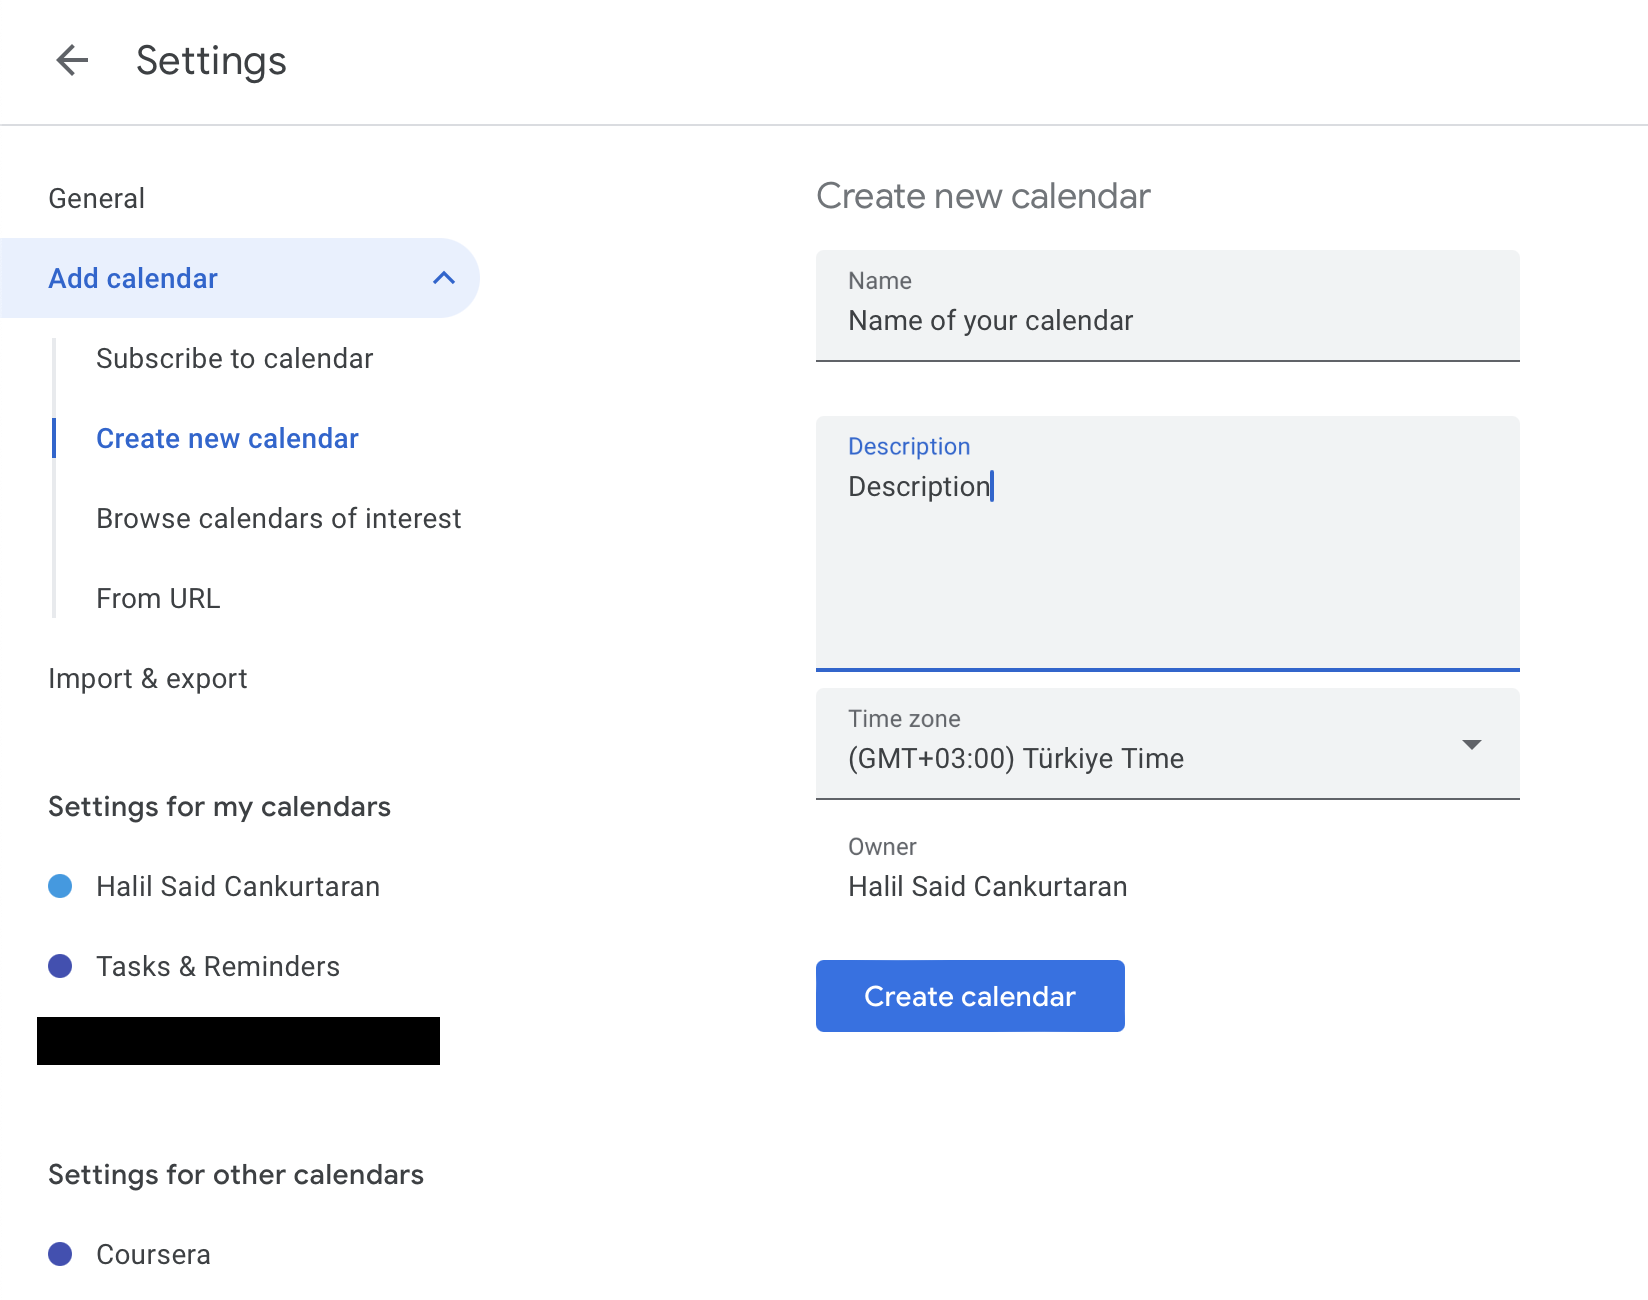 Settings
General
Add calendar
Subscribe to calendar
Create new calendar
Browse calendars of interest
From URL
Import & export
Settings for my calendars
Halil Said Cankurtaran
Tasks & Reminders
Settings for other calendars
Coursera
Create new calendar
Name
Name of your calendar
Description
Description
Time zone
(GMT+03:00) Türkiye Time
Owner
Halil Said Cankurtaran
Create calendar